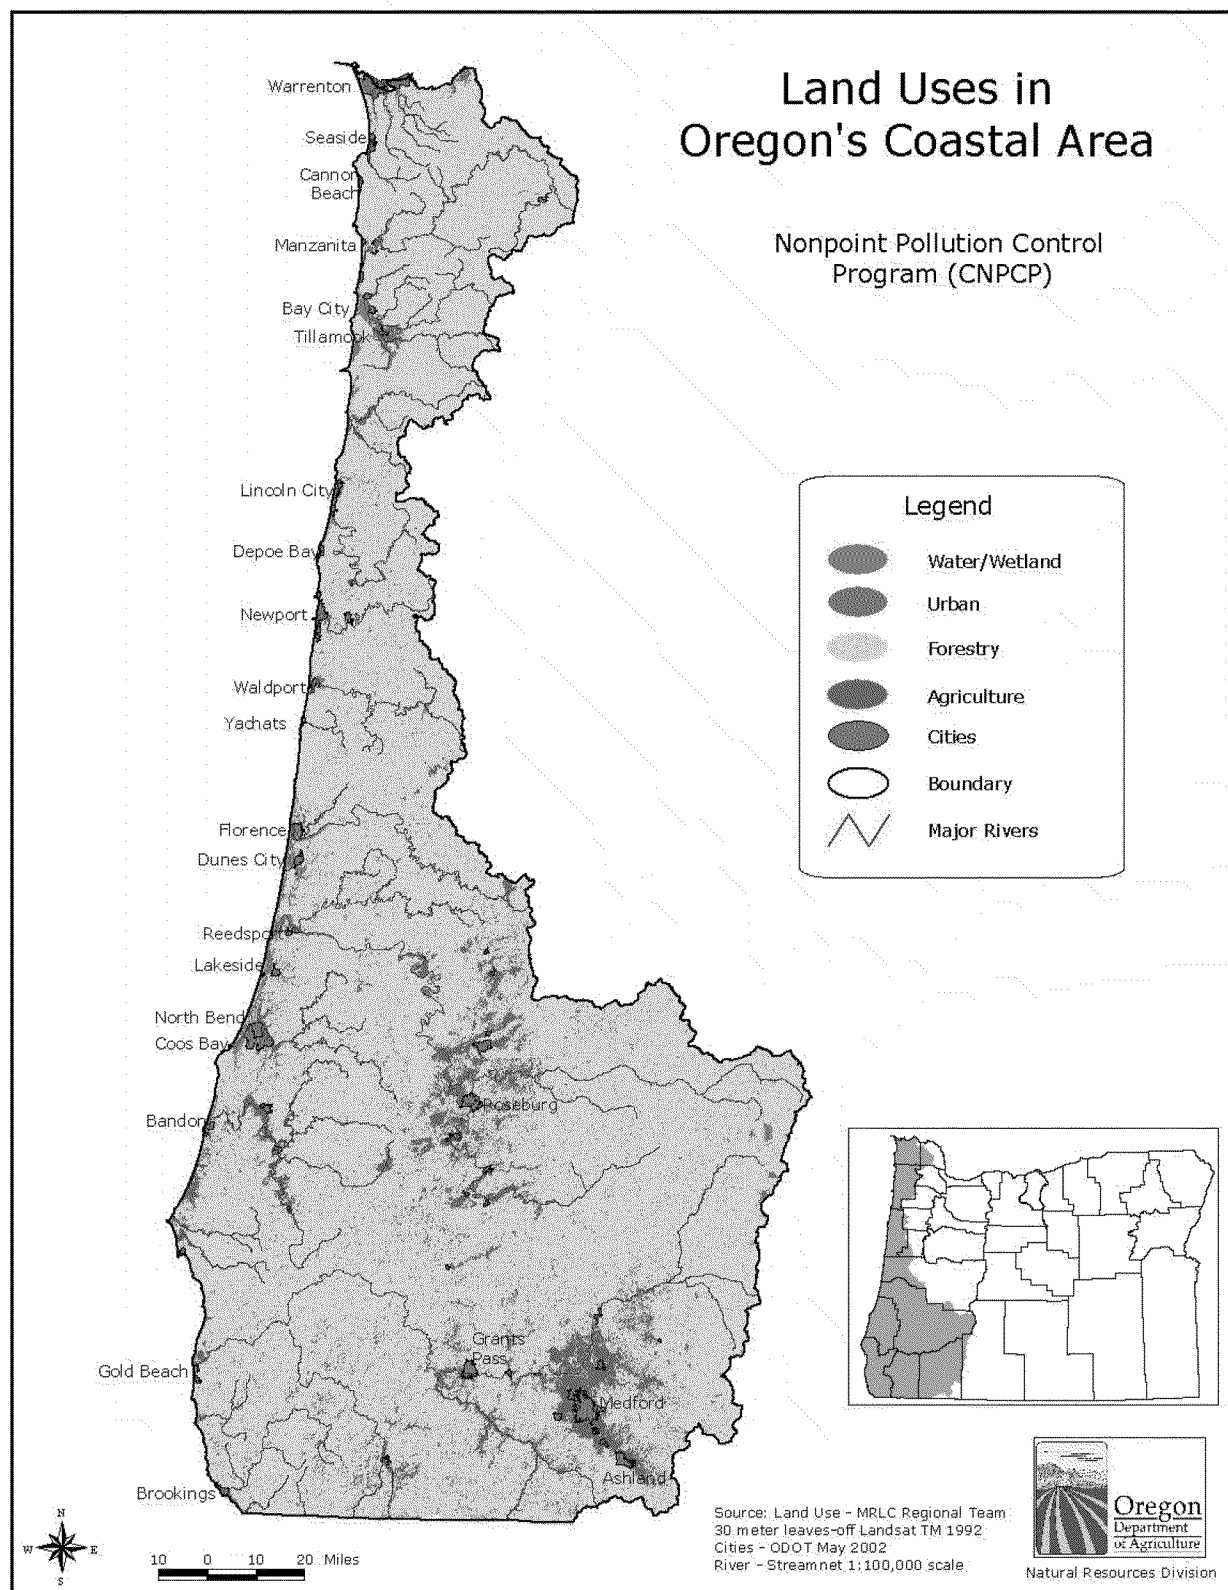 Land Uses in
Oregon's Coastal Area
Nonpoint Pollution Control
Program (CNPCP)
Warrenton
Seaside
Cannon
Beach
Manzanita
Bay City
Tillamook
Lincoln City
Depoe Bay
Newport
Waldport
Yachats
Florence
Dunes City
Reedsport
Lakeside
North Bend
Coos Bay
Roseburg
Bandon
Grants
Pass
Gold Beach
Medford
Ashland
Brookings
Legend
Water/Wetland
Urban
Forestry
Agriculture
Cities
Boundary
Major Rivers
N
W E
S
10 0 10 20 Miles
Source: Land Use - MRLC Regional Team
30 meter leaves-off Landsat TM 1992
Cities - ODOT May 2002
River - Streamnet 1:100,000 scale
Oregon
Department
of Agriculture
Natural Resources Division